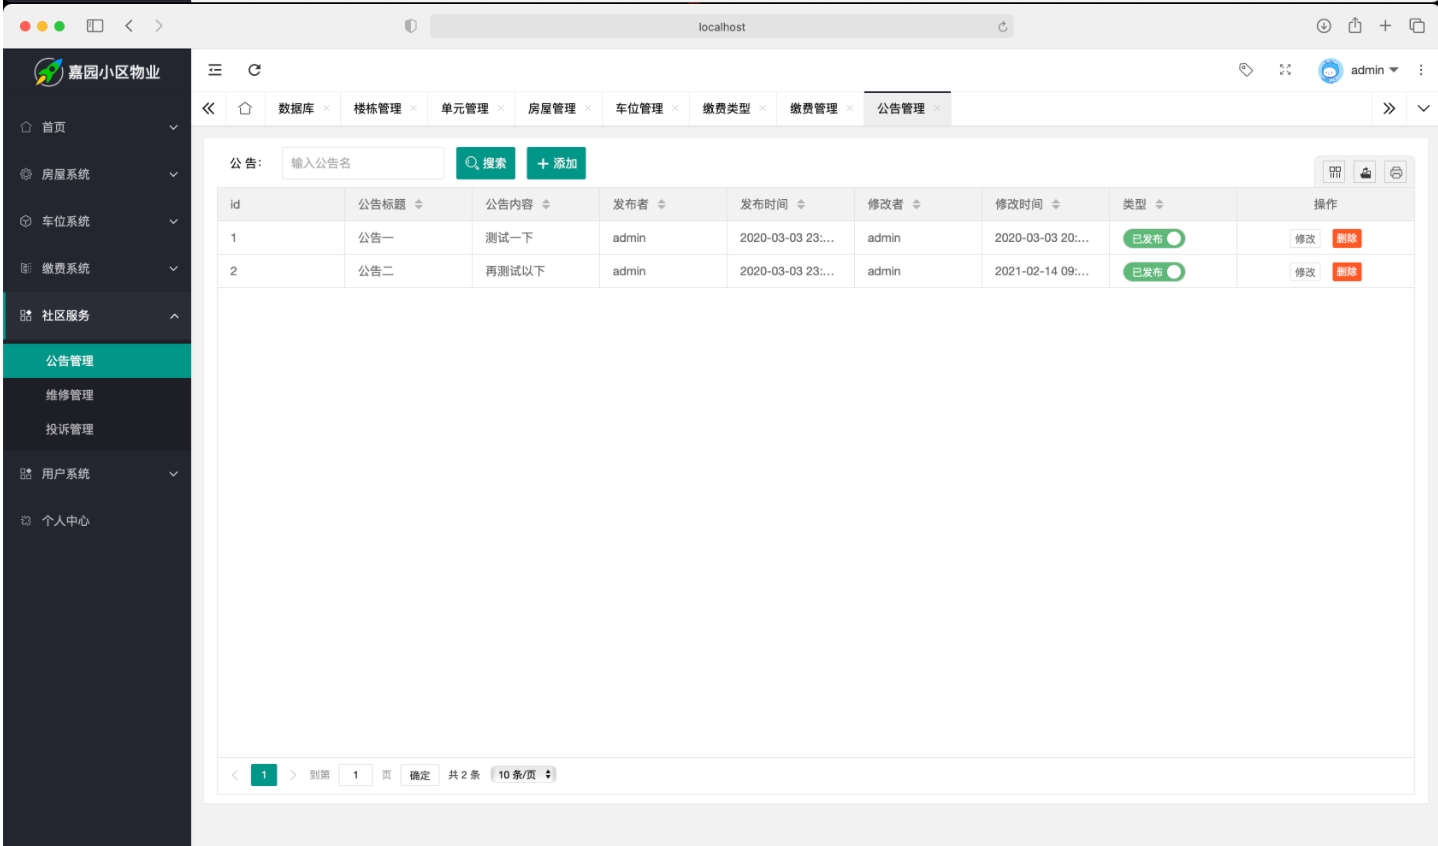 localhost
嘉园小区物业
admin
数据库 楼栋管理 单元管理 房屋管理 车位管理 缴费类型 缴费管理 公告管理
首页
房屋系统
车位系统
缴费系统
社区服务
公告管理
维修管理
投诉管理
用户系统
个人中心
公 告: 输入公告名 搜索 添加
id 公告标题 公告内容 发布者 发布时间 修改者 修改时间 类型 操作
1 公告一 测试一下 admin 2020-03-03 23:... admin 2020-03-03 20:... 已发布 修改 删除
2 公告二 再测试以下 admin 2020-03-03 23:... admin 2021-02-14 09:... 已发布 修改 删除
1 到第 1 页 确定 共 2 条 10 条/页